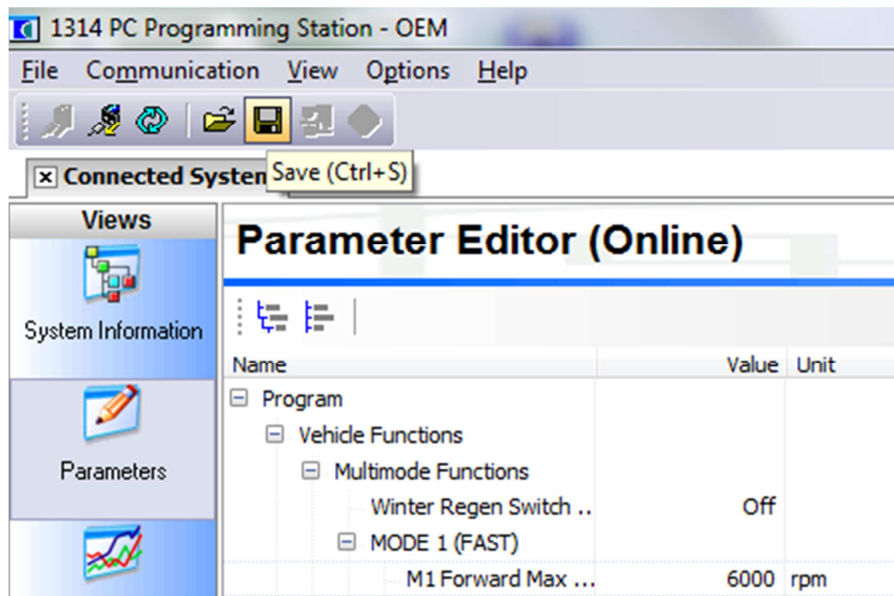 1314 PC Programming Station - OEM
File Communication View Options Help
Save (Ctrl+S)
Connected System
Views
Parameter Editor (Online)
System Information
Name Value Unit
Program
Vehicle Functions
Parameters
Multimode Functions
Winter Regen Switch .. Off
MODE 1 (FAST)
M1 Forward Max ... 6000 rpm